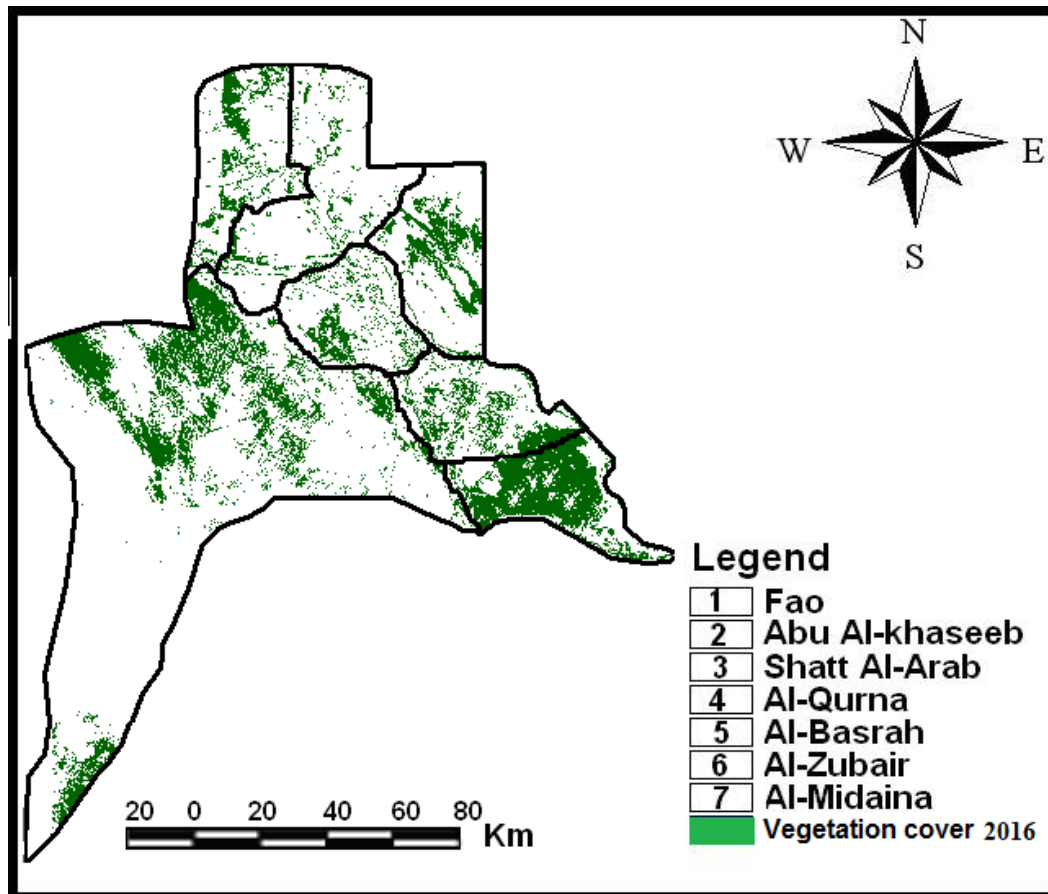 N
W E
S
Legend
1 Fao
2 Abu Al-khaseeb
3 Shatt Al-Arab
4 Al-Qurna
5 Al-Basrah
6 Al-Zubair
7 Al-Midaina
Vegetation cover 2016
20 0 20 40 60 80
Km